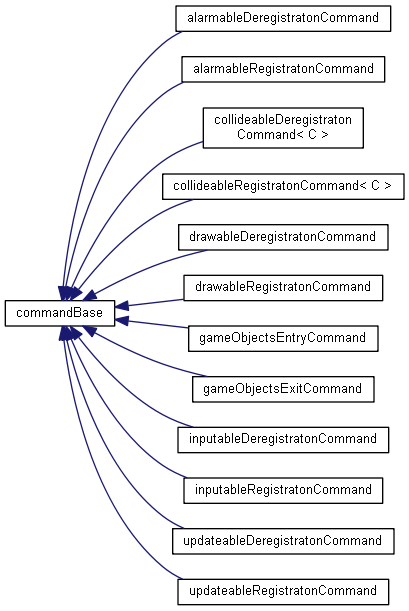 alarmableDeregistratonCommand
alarmableRegistratonCommand
collideableDeregistraton
Command< C >
collideableRegistratonCommand< C >
drawableDeregistratonCommand
drawableRegistratonCommand
commandBase
gameObjectsEntryCommand
gameObjectsExitCommand
inputableDeregistratonCommand
inputableRegistratonCommand
updateableDeregistratonCommand
updateableRegistratonCommand